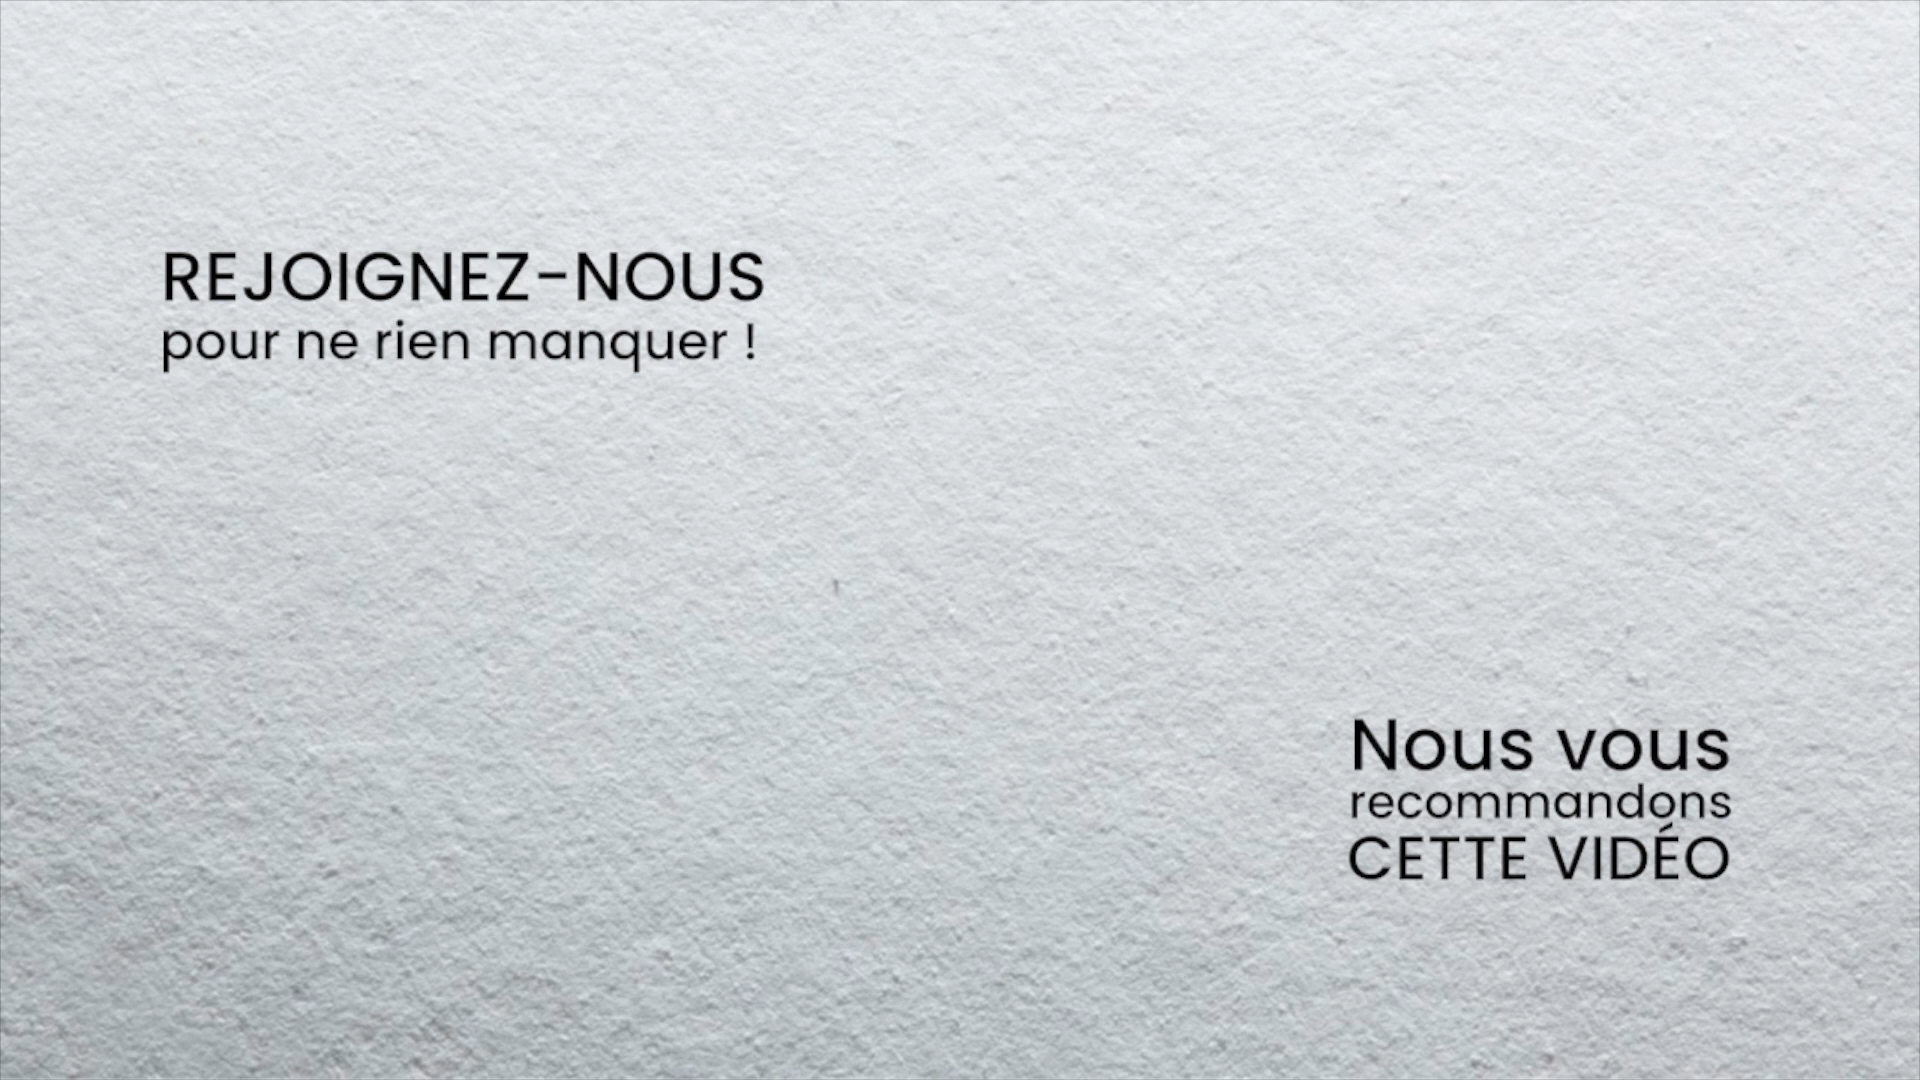 REJOIGNEZ-NOUS
pour ne rien manquer !
Nous vous
recommandons
CETTE VIDÉO